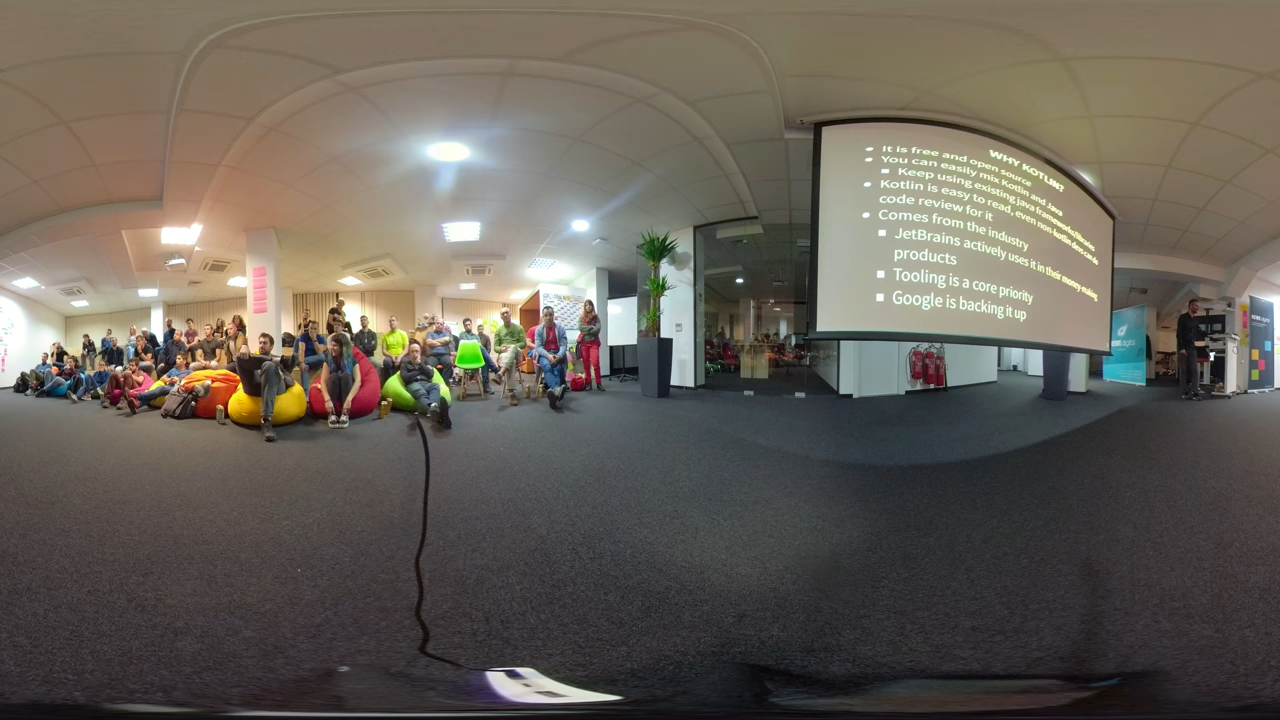 WHY KOTLIN?
It is free and open source
You can easily mix Kotlin and Java
Keep using existing java frameworks/libraries
Kotlin is easy to read, even non-kotlin devs can do
code review for it
Comes from the industry
JetBrains actively uses it in their money-making
products
Tooling is a core priority
Google is backing it up